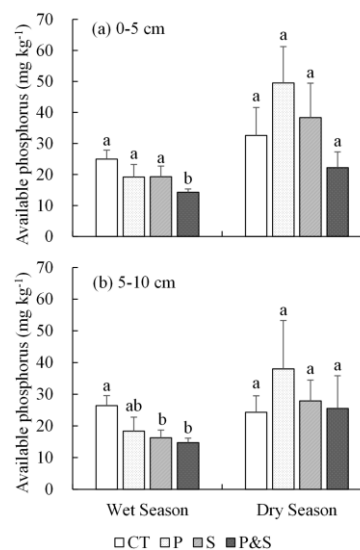 (a) 0-5 cm
Available phosphorus (mg kg⁻¹)
70
60
50
40
30
20
10
0
a a a b
a a a a
(b) 5-10 cm
Available phosphorus (mg kg⁻¹)
70
60
50
40
30
20
10
0
a ab b b
a a a a
Wet Season Dry Season
CT P S P&S